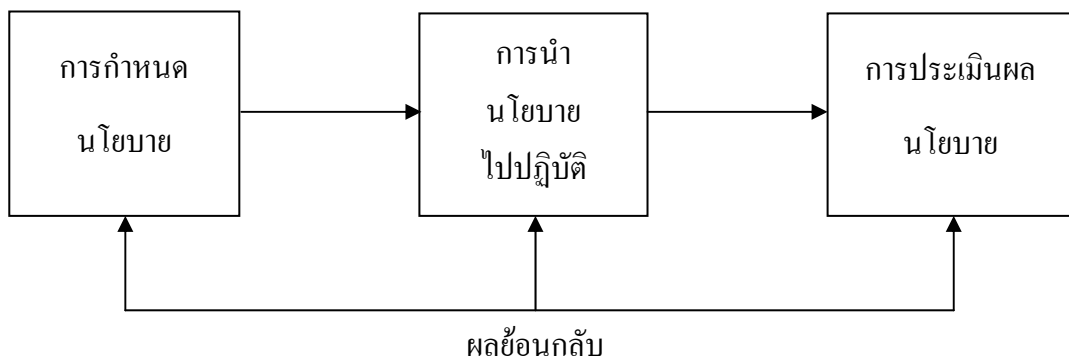 การกำหนด
นโยบาย
การนำ
นโยบาย
ไปปฏิบัติ
การประเมินผล
นโยบาย
ผลย้อนกลับ